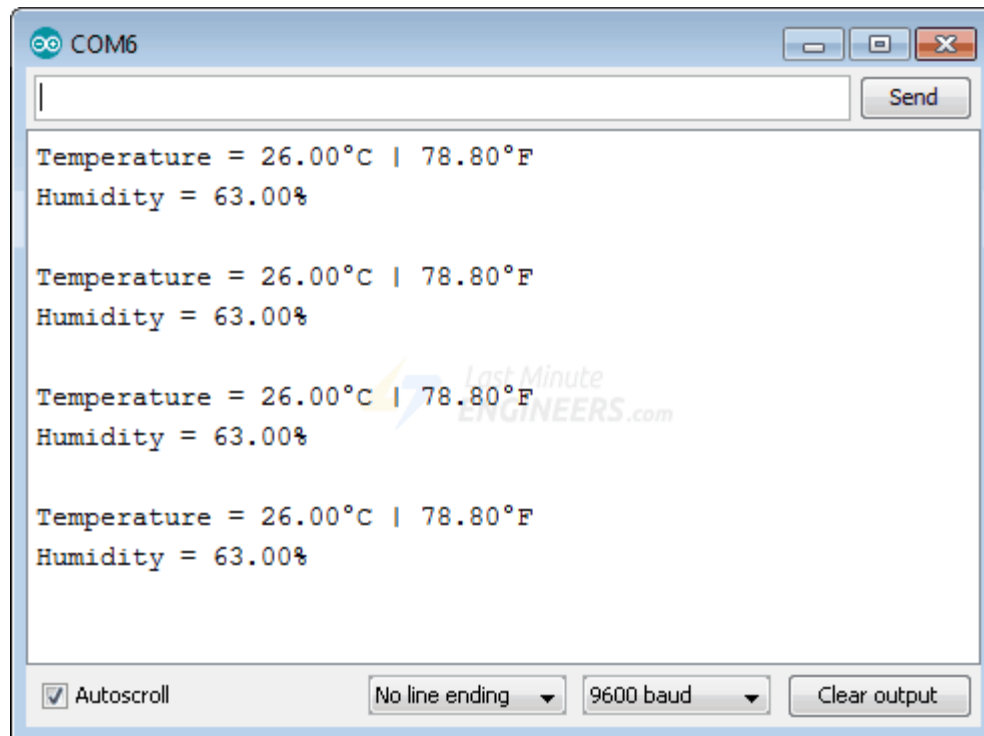 COM6
Send
Temperature = 26.00°C | 78.80°F
Humidity = 63.00%
Temperature = 26.00°C | 78.80°F
Humidity = 63.00%
Last Minute
Temperature = 26.00°C | 78.80°F
ENGINEERS.com
Humidity = 63.00%
Temperature = 26.00°C | 78.80°F
Humidity = 63.00%
Autoscroll
No line ending
9600 baud
Clear output